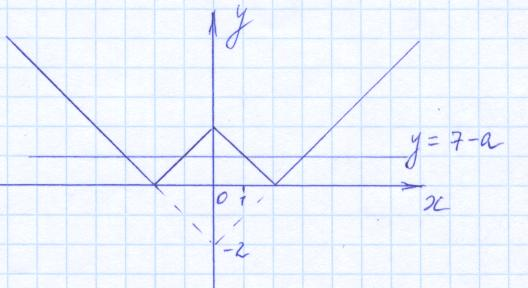 y
y = 7-a
0 1
x
-2